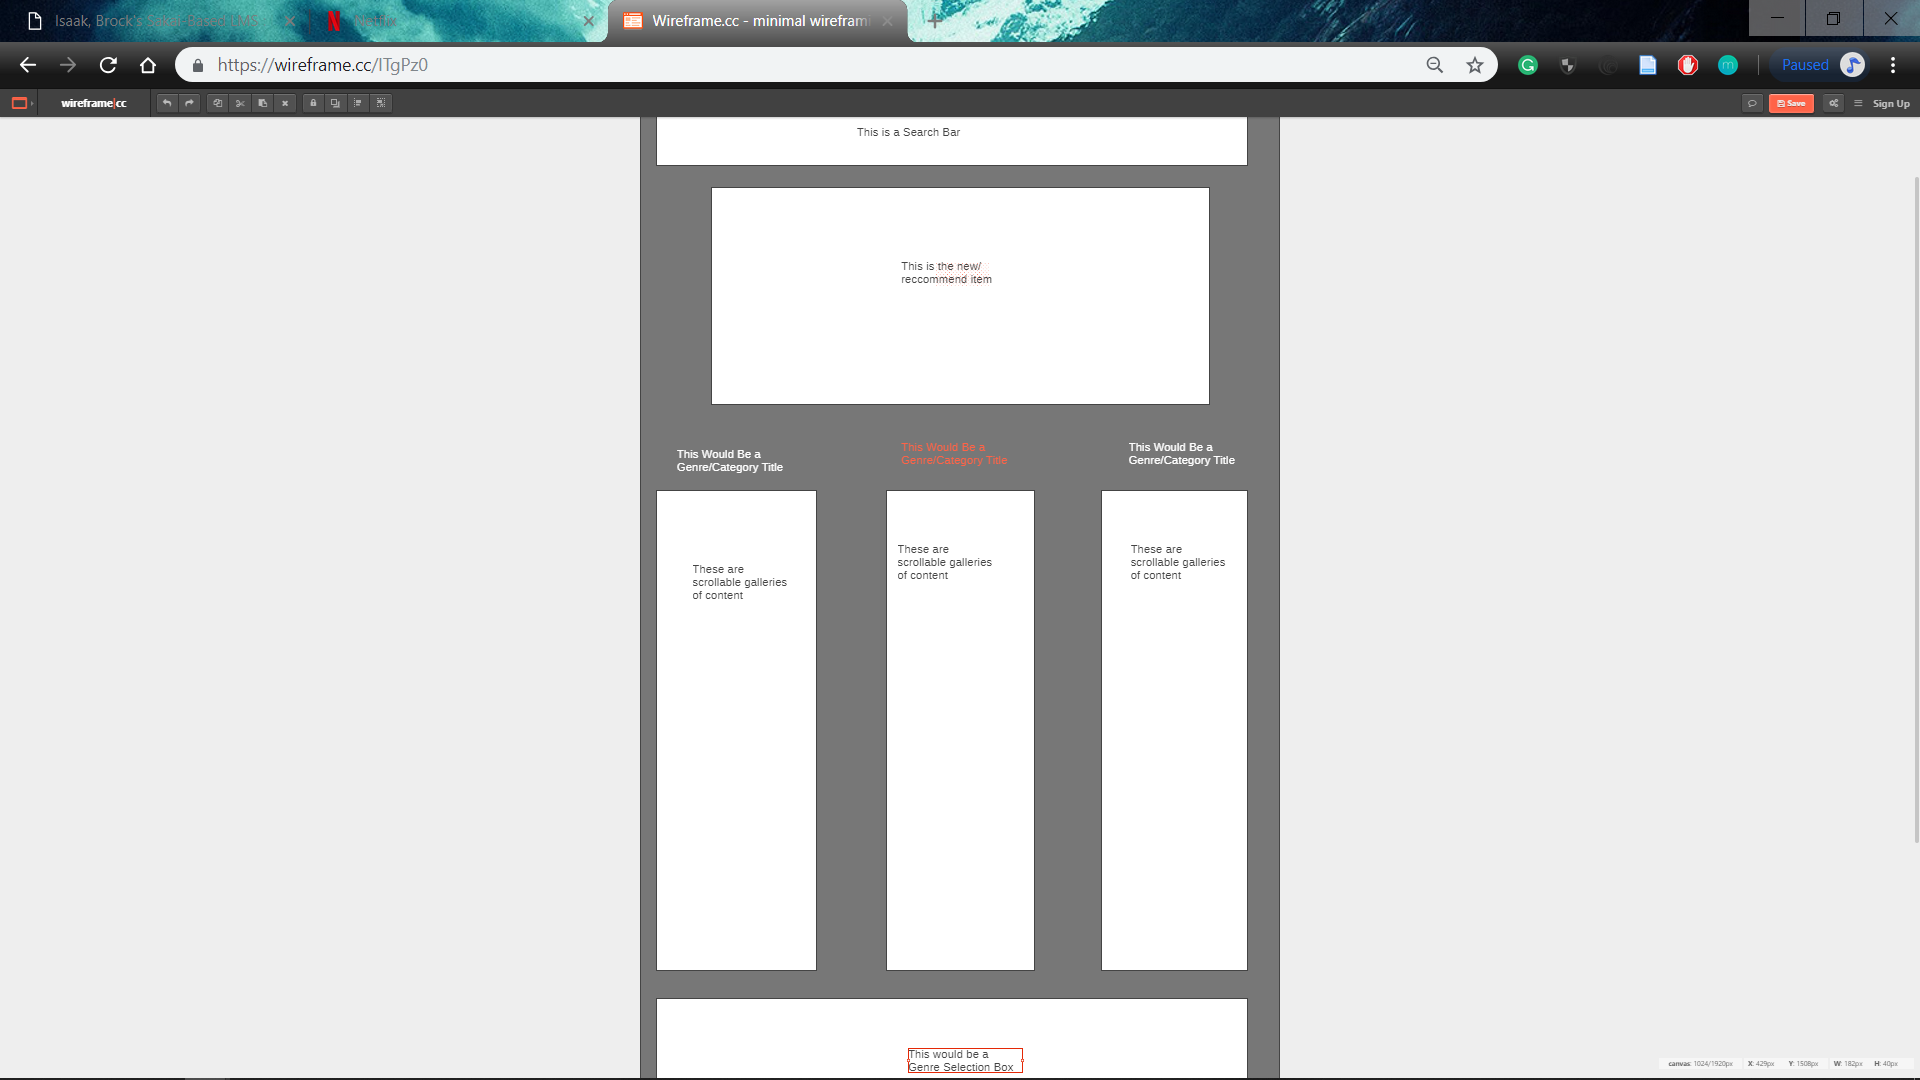 Isaak, Brock's Sakai Based LMS
Netflix
Wireframe.cc - minimal wirefram
https://wireframe.cc/ITgPz0
Paused
wireframe|cc
Save
Sign Up
This is a Search Bar
This is the new/
reccommend item
This Would Be a
Genre/Category Title
This Would Be a
Genre/Category Title
This Would Be a
Genre/Category Title
These are
scrollable galleries
of content
These are
scrollable galleries
of content
These are
scrollable galleries
of content
This would be a
Genre Selection Box
canvas: 1024/1920px X: 429px Y: 1508px W: 182px H: 40px